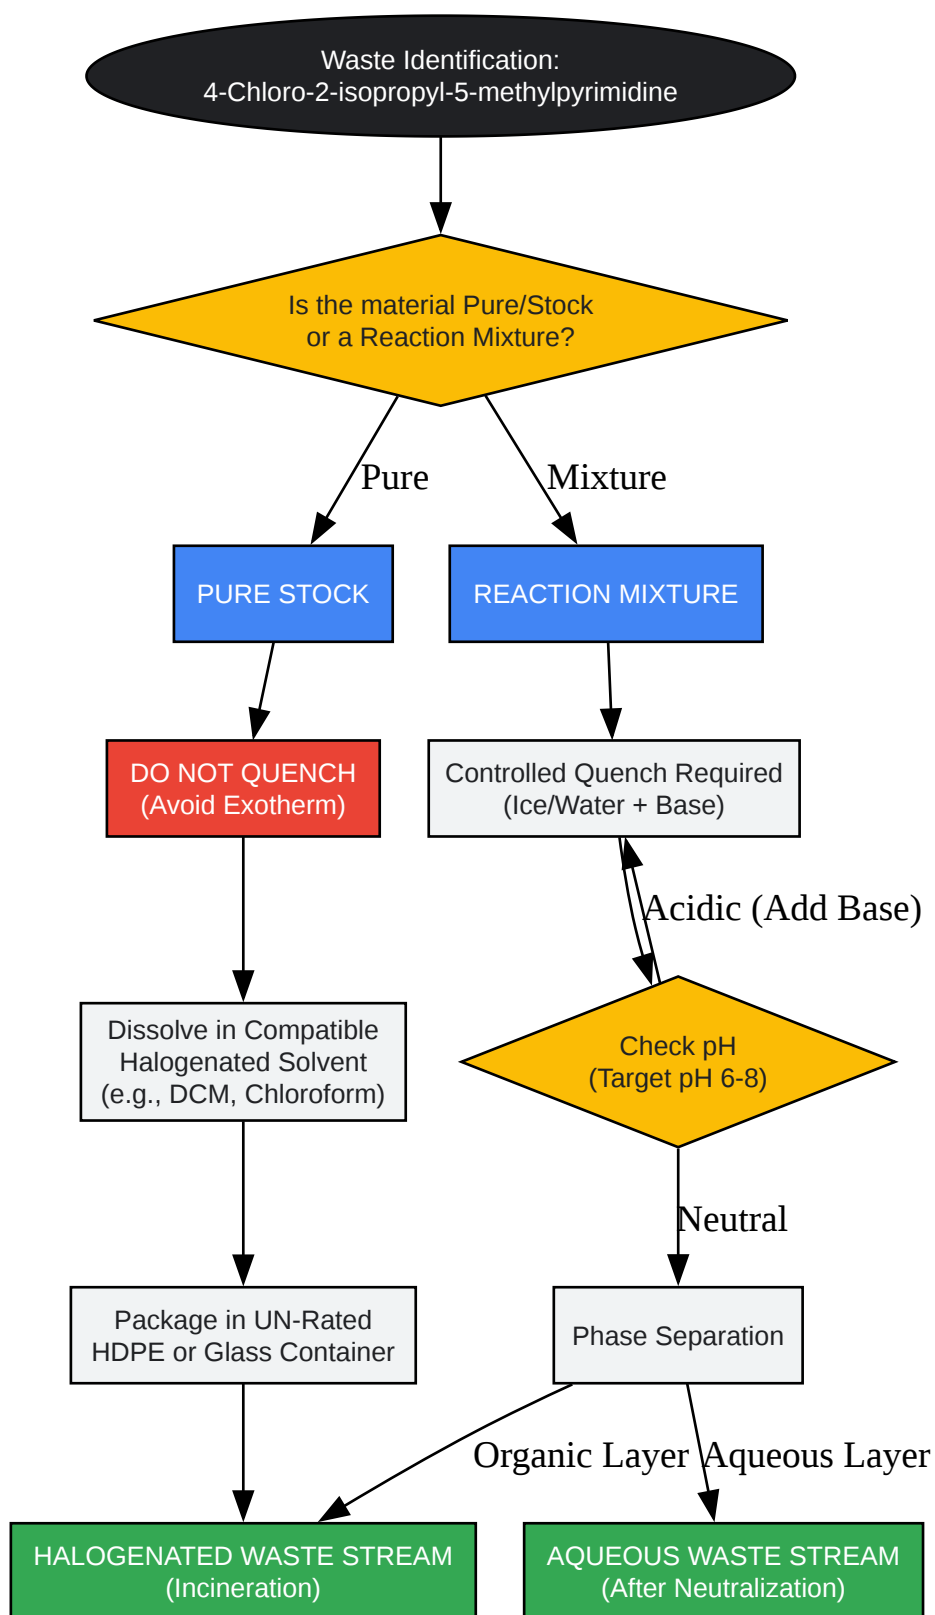 Waste Identification:
4-Chloro-2-isopropyl-5-methylpyrimidine
Is the material Pure/Stock
or a Reaction Mixture?
Pure
Mixture
PURE STOCK
REACTION MIXTURE
DO NOT QUENCH
(Avoid Exotherm)
Controlled Quench Required
(Ice/Water + Base)
Acidic (Add Base)
Dissolve in Compatible
Halogenated Solvent
(e.g., DCM, Chloroform)
Check pH
(Target pH 6-8)
Neutral
Package in UN-Rated
HDPE or Glass Container
Phase Separation
Organic Layer
Aqueous Layer
HALOGENATED WASTE STREAM
(Incineration)
AQUEOUS WASTE STREAM
(After Neutralization)